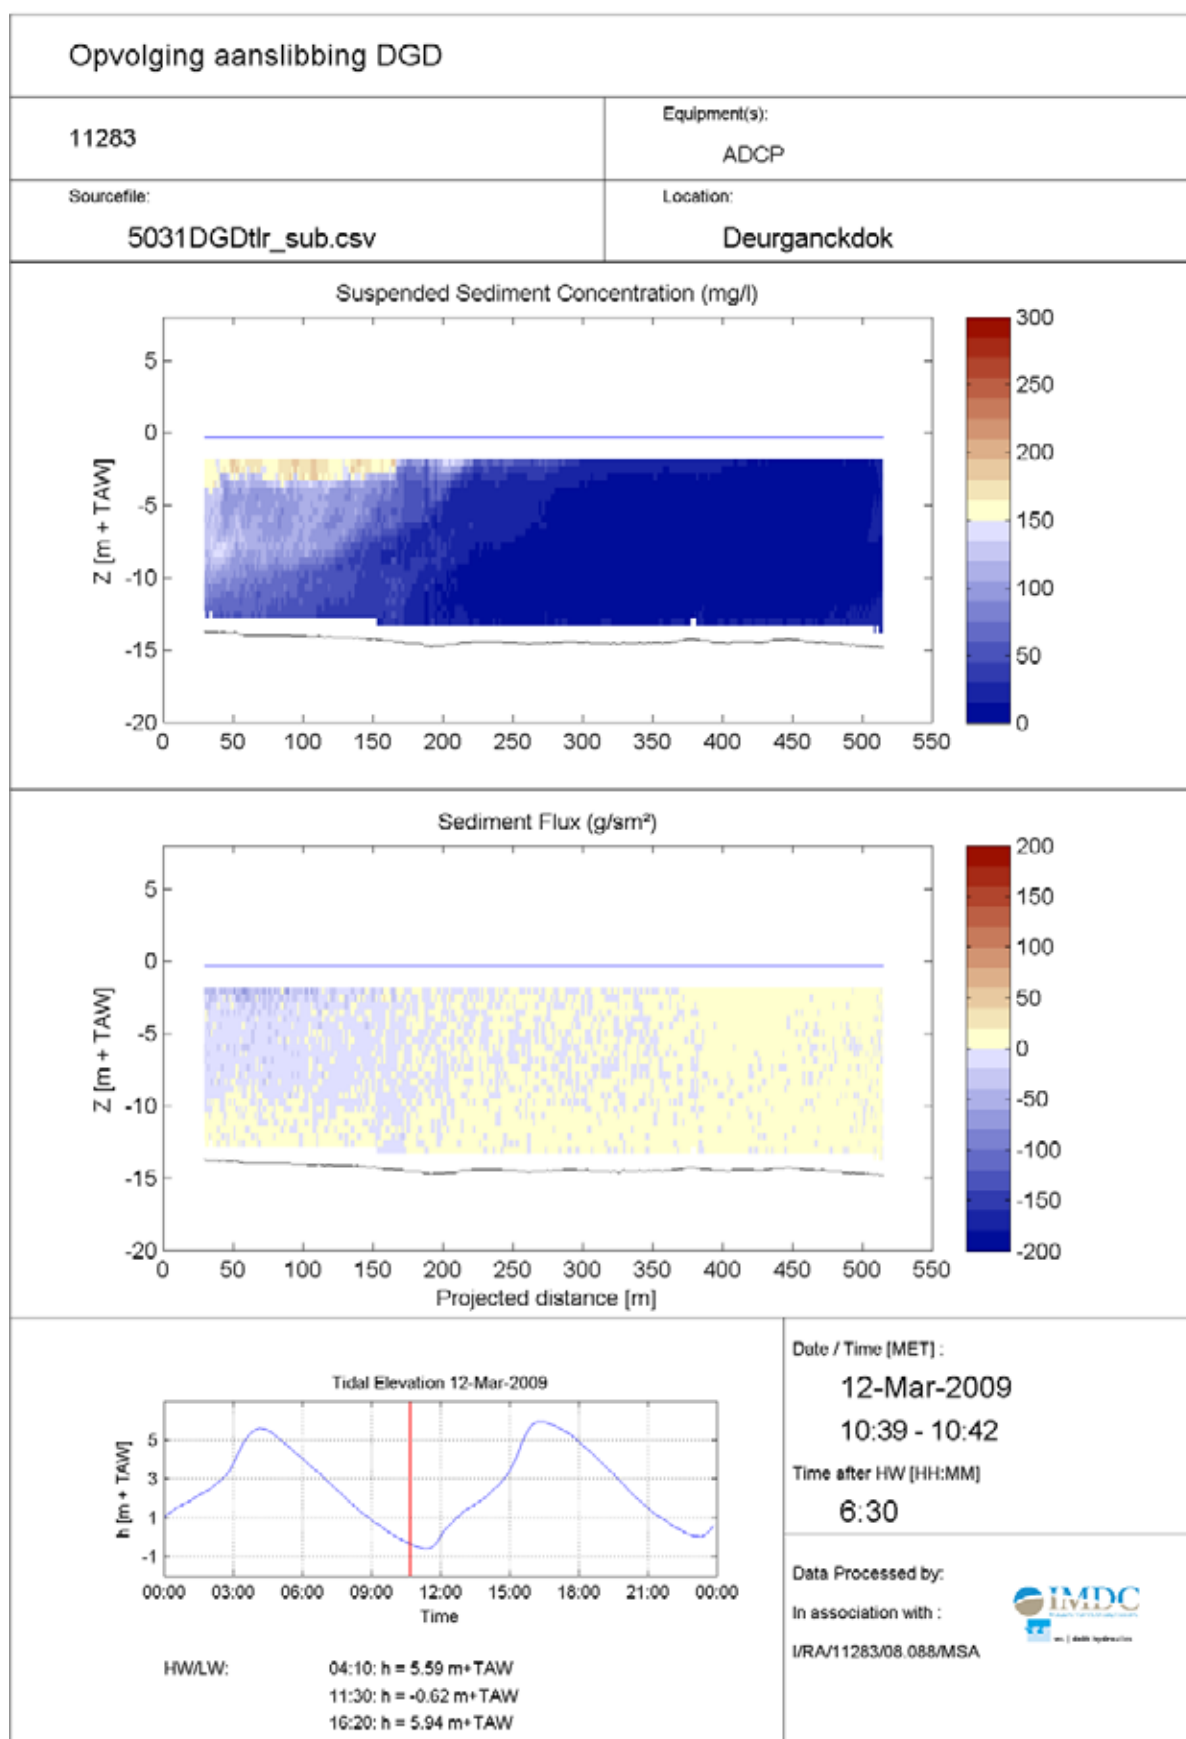 Opvolging aanslibbing DGD
11283
Equipment(s):
ADCP
Sourcefile:
5031DGDtlr_sub.csv
Location:
Deurganckdok
Suspended Sediment Concentration (mg/l)
5
0
-5
-10
-15
-20
Z [m + TAW]
0 50 100 150 200 250 300 350 400 450 500 550
300
250
200
150
100
50
0
Sediment Flux (g/sm²)
5
0
-5
-10
-15
-20
Z [m + TAW]
0 50 100 150 200 250 300 350 400 450 500 550
Projected distance [m]
200
150
100
50
0
-50
-100
-150
-200
Tidal Elevation 12-Mar-2009
5
3
1
-1
h [m + TAW]
00:00 03:00 06:00 09:00 12:00 15:00 18:00 21:00 00:00
Time
HW/LW:
04:10: h = 5.59 m+TAW
11:30: h = -0.62 m+TAW
16:20: h = 5.94 m+TAW
Date / Time [MET] :
12-Mar-2009
10:39 - 10:42
Time after HW [HH:MM]
6:30
Data Processed by:
In association with :
I/RA/11283/08.088/MSA
IMDC
wl | delft hydraulics